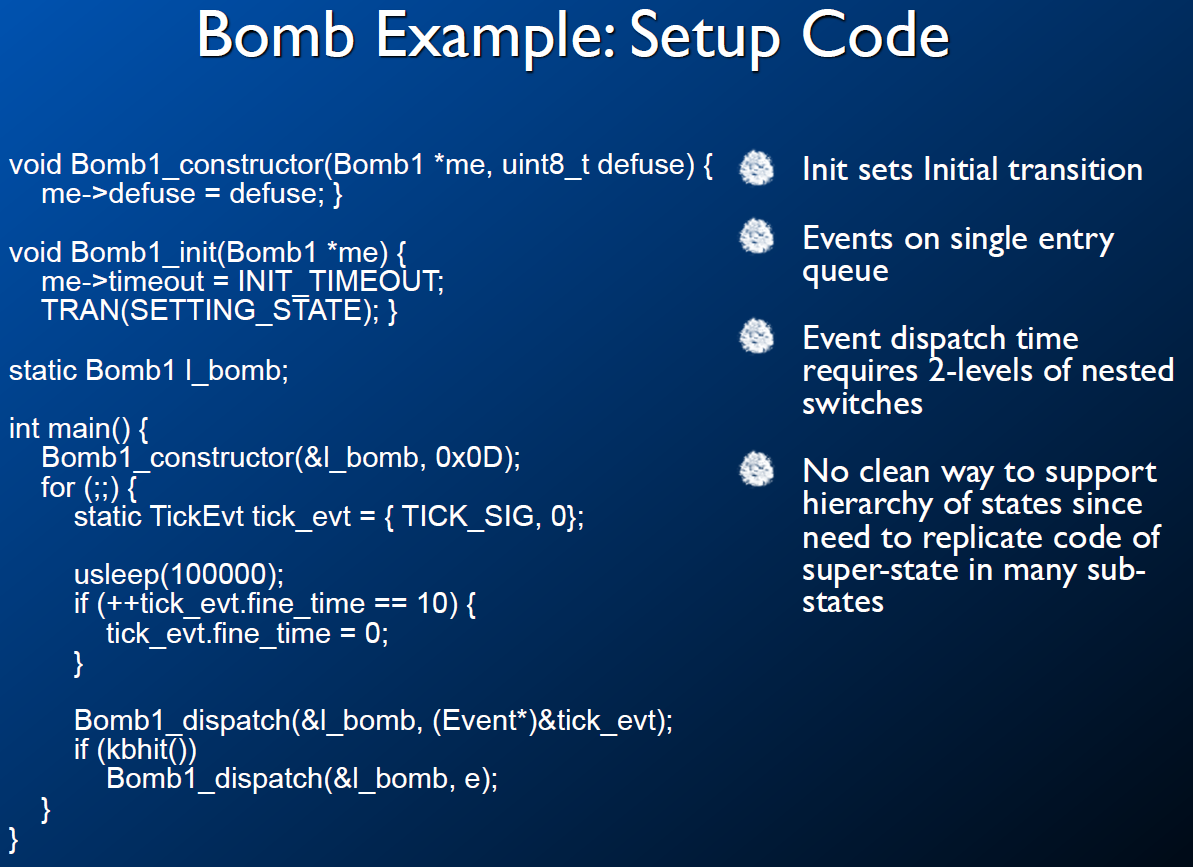 Bomb Example: Setup Code
void Bomb1_constructor(Bomb1 *me, uint8_t defuse) {
me->defuse = defuse; }
void Bomb1_init(Bomb1 *me) {
me->timeout = INIT_TIMEOUT;
TRAN(SETTING_STATE); }
static Bomb1 l_bomb;
int main() {
Bomb1_constructor(&l_bomb, 0x0D);
for (;;) {
static TickEvt tick_evt = { TICK_SIG, 0};
usleep(100000);
if (++tick_evt.fine_time == 10) {
tick_evt.fine_time = 0;
}
Bomb1_dispatch(&l_bomb, (Event*)&tick_evt);
if (kbhit())
Bomb1_dispatch(&l_bomb, e);
}
}
Init sets Initial transition
Events on single entry
queue
Event dispatch time
requires 2-levels of nested
switches
No clean way to support
hierarchy of states since
need to replicate code of
super-state in many sub-
states